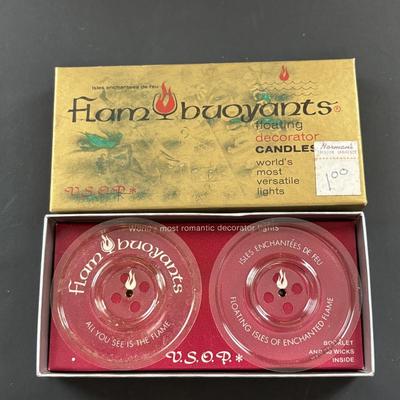 isles enchantées de feu
flam buoyants®
floating
decorator
CANDLES
world's
most
versatile
lights
V.S.O.P.*
Norman's
1.00
World's most romantic decorator lights
flam buoyants
ALL YOU SEE IS THE FLAME
ISLES ENCHANTÉES DE FEU
FLOATING ISLES OF ENCHANTED FLAME
V.S.O.P.*
BOOKLET
AND WICKS
INSIDE